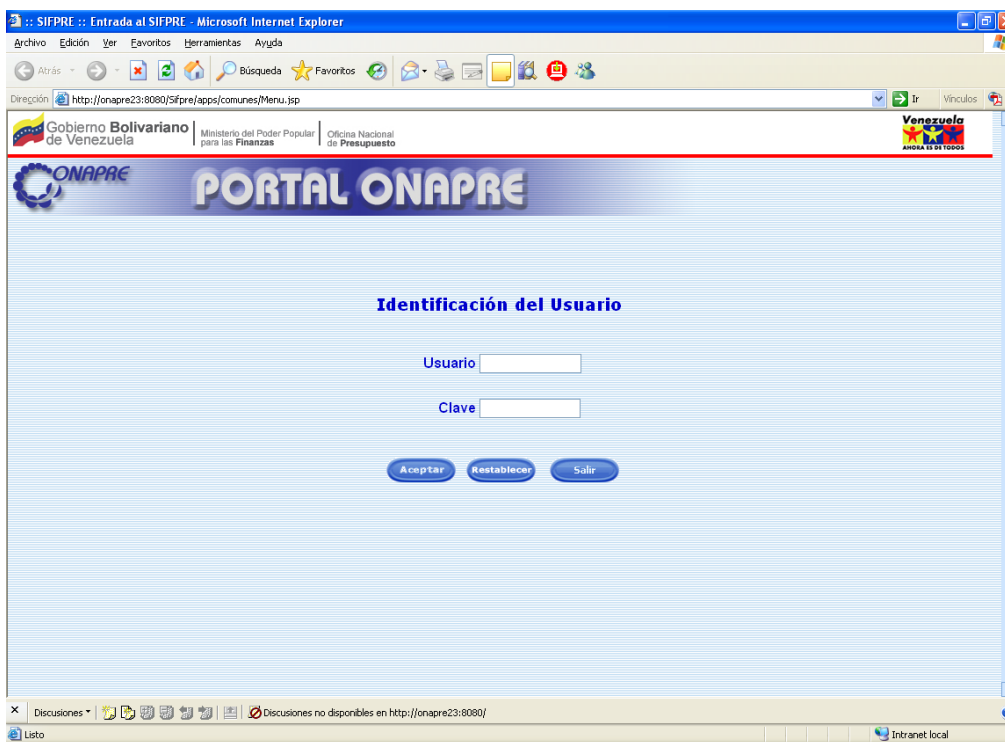 :: SIFPRE :: Entrada al SIFPRE - Microsoft Internet Explorer
Archivo Edición Ver Favoritos Herramientas Ayuda
Atrás Búsqueda Favoritos
Dirección http://onapre23:8080/Sifpre/apps/comunes/Menu.jsp Ir Vínculos
Gobierno Bolivariano de Venezuela
Ministerio del Poder Popular para las Finanzas
Oficina Nacional de Presupuesto
Venezuela
AHORA ES DE TODOS
ONAPRE
PORTAL ONAPRE
Identificación del Usuario
Usuario
Clave
Aceptar Restablecer Salir
Discusiones Discusiones no disponibles en http://onapre23:8080/
Listo Intranet local